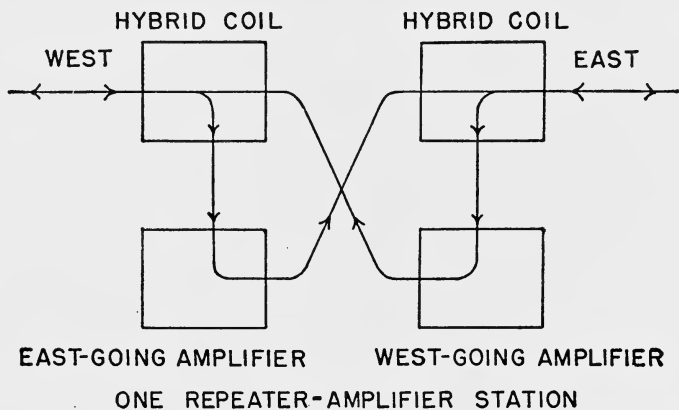 HYBRID COIL
HYBRID COIL
WEST
EAST
EAST-GOING AMPLIFIER
WEST-GOING AMPLIFIER
ONE REPEATER-AMPLIFIER STATION